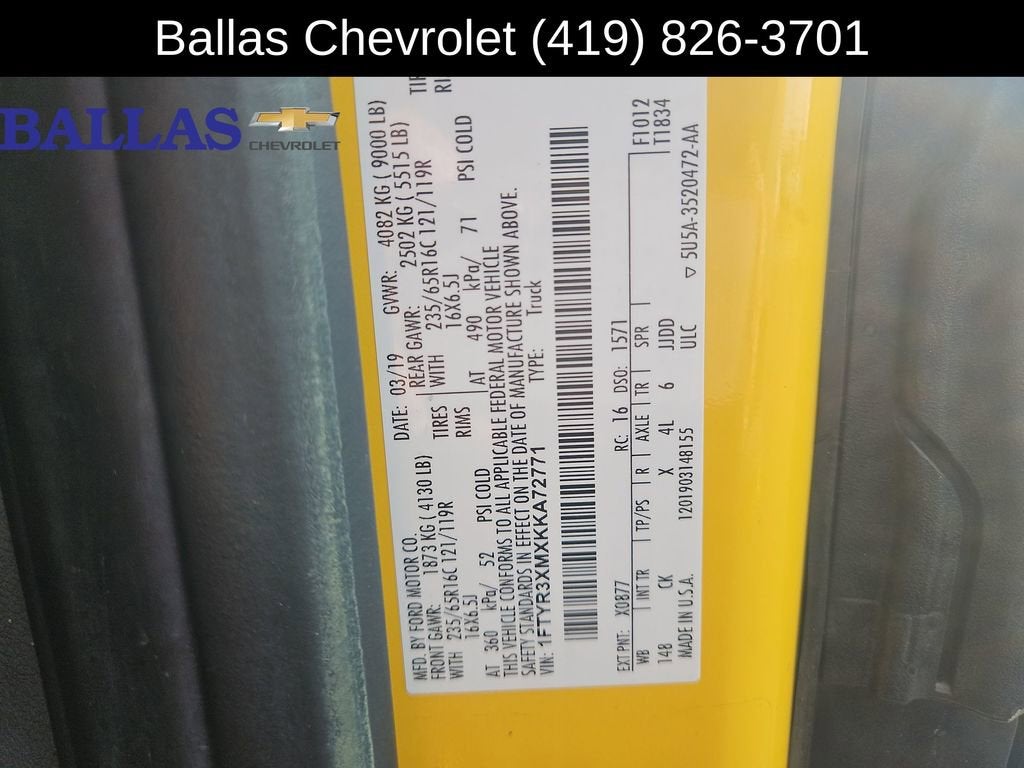 Ballas Chevrolet (419) 826-3701
BALLAS
CHEVROLET
MFD. BY FORD MOTOR CO. DATE: 03/19 GVWR: 4082 KG ( 9000 LB)
FRONT GAWR: 1873 KG ( 4130 LB) REAR GAWR: 2502 KG ( 5515 LB)
WITH 235/65R16C 121/119R TIRES WITH 235/65R16C 121/119R
16X6.5J RIMS 16X6.5J
AT 360 kPa/ 52 PSI COLD AT 490 kPa/ 71 PSI COLD
THIS VEHICLE CONFORMS TO ALL APPLICABLE FEDERAL MOTOR VEHICLE
SAFETY STANDARDS IN EFFECT ON THE DATE OF MANUFACTURE SHOWN ABOVE.
VIN: 1FTYR3XMXKKA72771 TYPE: Truck
EXT PNT: X0877 RC: 16 DSO: 1571 F1012
WB INT TR TP/PS R AXLE TR SPR T1834
148 CK X 4L 6 JJDD
MADE IN U.S.A. 1201903148155 ULC ▽ 5U5A-3520472-AA